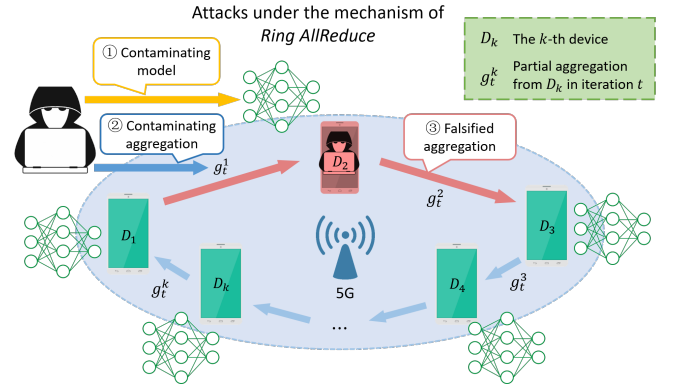 Attacks under the mechanism of
Ring AllReduce
① Contaminating
model
② Contaminating
aggregation
③ Falsified
aggregation
D_k The k-th device
g_t^k Partial aggregation
from D_k in iteration t
g_t^1
D_2
g_t^2
D_1
D_3
g_t^k
D_k
5G
D_4
g_t^3
...